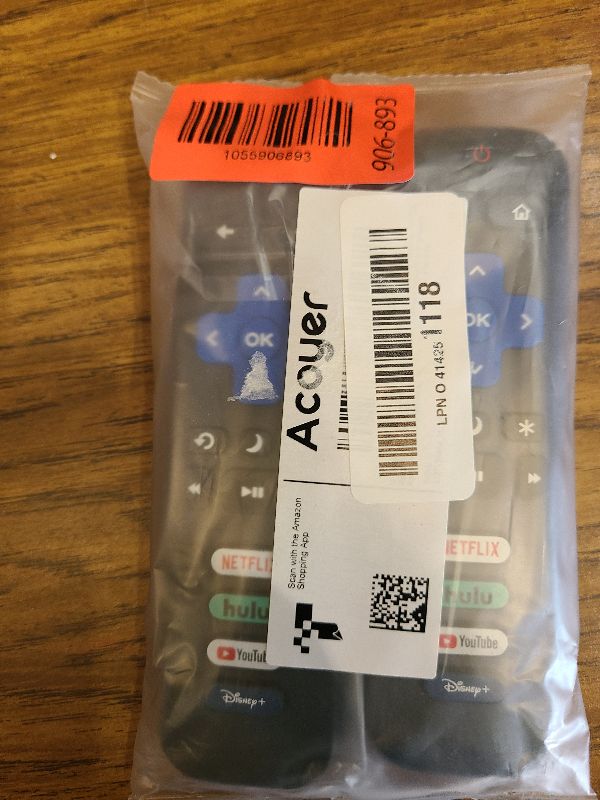 1055906893
906-893
Acoyer
LPN O 41425 1118
Scan with the Amazon
Shopping App
OK
OK
NETFLIX
NETFLIX
hulu
hulu
YouTube
YouTube
Disney+
Disney+